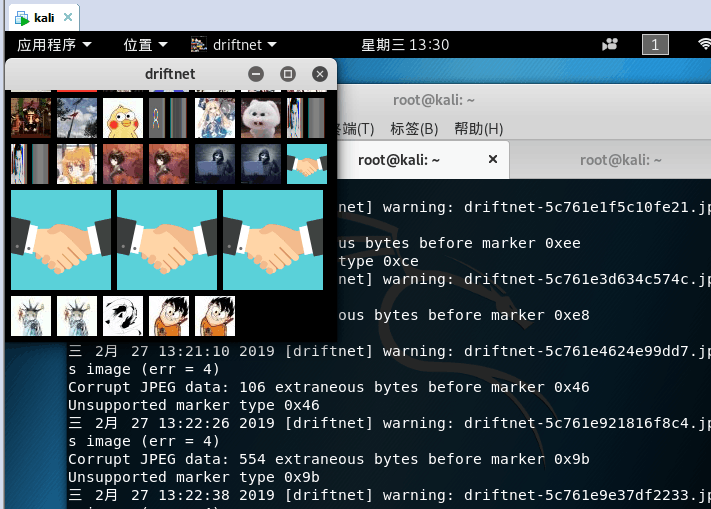 kali
应用程序 位置 driftnet 星期三 13:30 1
driftnet
root@kali: ~
终端(T) 标签(B) 帮助(H)
root@kali: ~ root@kali: ~
net] warning: driftnet-5c761e1f5c10fe21.jp
us bytes before marker 0xee
type 0xce
net] warning: driftnet-5c761e3d634c574c.jp
ous bytes before marker 0xe8
三 2月 27 13:21:10 2019 [driftnet] warning: driftnet-5c761e4624e99dd7.jp
s image (err = 4)
Corrupt JPEG data: 106 extraneous bytes before marker 0x46
Unsupported marker type 0x46
三 2月 27 13:22:26 2019 [driftnet] warning: driftnet-5c761e921816f8c4.jp
s image (err = 4)
Corrupt JPEG data: 554 extraneous bytes before marker 0x9b
Unsupported marker type 0x9b
三 2月 27 13:22:38 2019 [driftnet] warning: driftnet-5c761e9e37df2233.jp